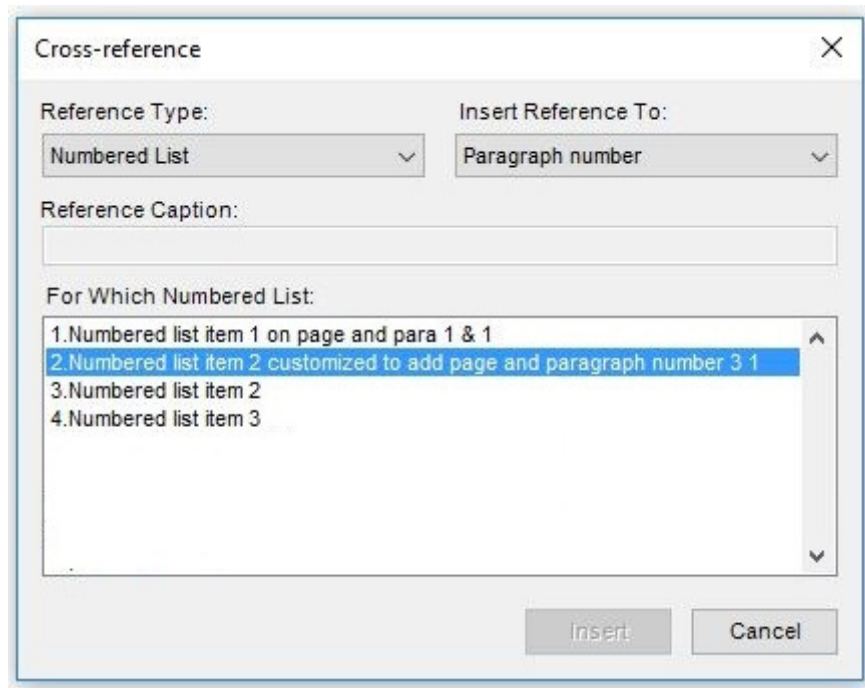 Cross-reference
Reference Type:
Insert Reference To:
Numbered List
Paragraph number
Reference Caption:
For Which Numbered List:
1.Numbered list item 1 on page and para 1 & 1
2.Numbered list item 2 customized to add page and paragraph number 3 1
3.Numbered list item 2
4.Numbered list item 3
Insert
Cancel